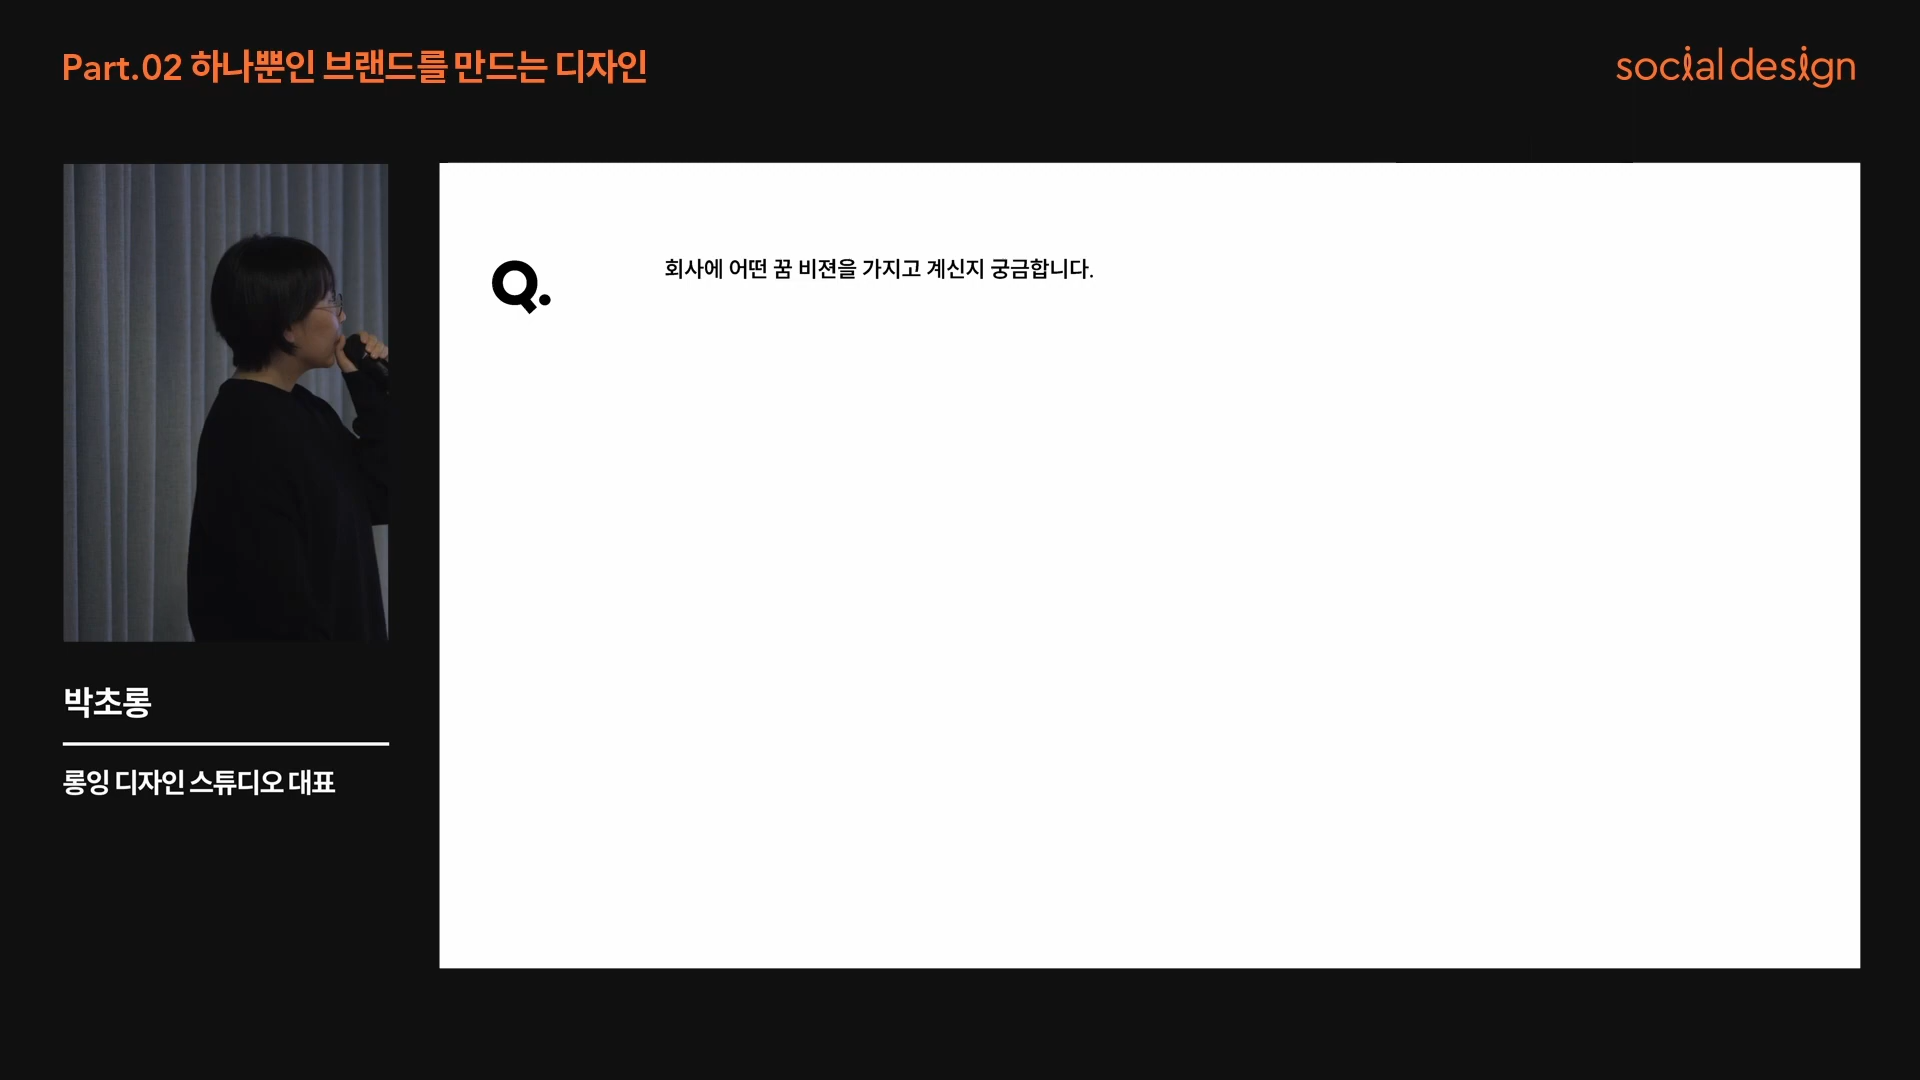 Part.02 하나뿐인 브랜드를 만드는 디자인
social design
Q.
회사에 어떤 꿈 비젼을 가지고 계신지 궁금합니다.
박초롱
롱잉 디자인 스튜디오 대표